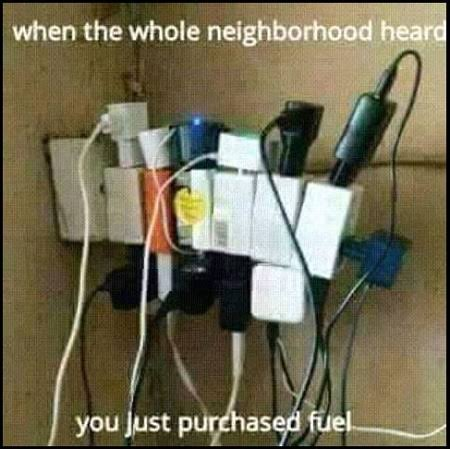 when the whole neighborhood heard
you just purchased fuel